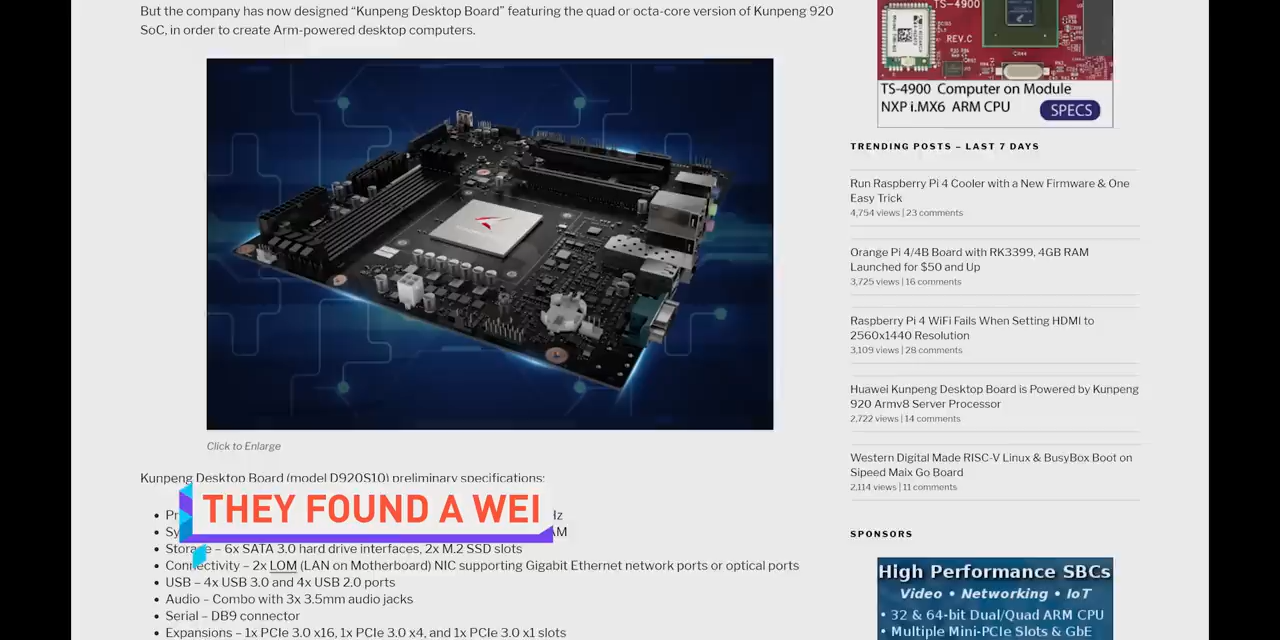 But the company has now designed “Kunpeng Desktop Board” featuring the quad or octa-core version of Kunpeng 920
SoC, in order to create Arm-powered desktop computers.
Click to Enlarge
Kunpeng Desktop Board (model D920S10) preliminary specifications:
THEY FOUND A WEI
• Storage – 6x SATA 3.0 hard drive interfaces, 2x M.2 SSD slots
• Connectivity – 2x LOM (LAN on Motherboard) NIC supporting Gigabit Ethernet network ports or optical ports
• USB – 4x USB 3.0 and 4x USB 2.0 ports
• Audio – Combo with 3x 3.5mm audio jacks
• Serial – DB9 connector
• Expansions – 1x PCIe 3.0 x16, 1x PCIe 3.0 x4, and 1x PCIe 3.0 x1 slots
TS-4900
REV.C
TS-4900 Computer on Module
NXP i.MX6 ARM CPU
SPECS
TRENDING POSTS – LAST 7 DAYS
Run Raspberry Pi 4 Cooler with a New Firmware & One
Easy Trick
4,754 views | 23 comments
Orange Pi 4/4B Board with RK3399, 4GB RAM
Launched for $50 and Up
3,725 views | 16 comments
Raspberry Pi 4 WiFi Fails When Setting HDMI to
2560x1440 Resolution
3,109 views | 28 comments
Huawei Kunpeng Desktop Board is Powered by Kunpeng
920 Armv8 Server Processor
2,722 views | 14 comments
Western Digital Made RISC-V Linux & BusyBox Boot on
Sipeed Maix Go Board
2,114 views | 11 comments
SPONSORS
High Performance SBCs
Video • Networking • IoT
• 32 & 64-bit Dual/Quad ARM CPU
• Multiple Mini-PCIe Slots & GbE